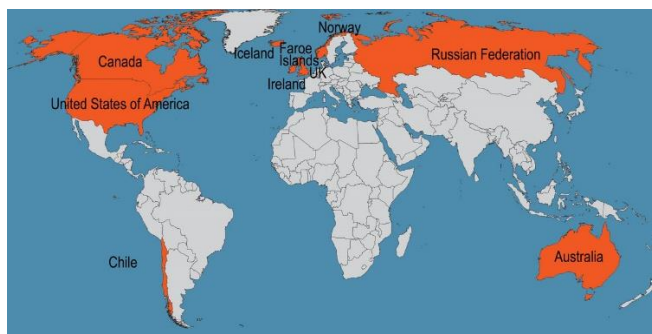 Norway
Canada
Iceland
Faroe
Islands
Russian Federation
UK
Ireland
United States of America
Chile
Australia